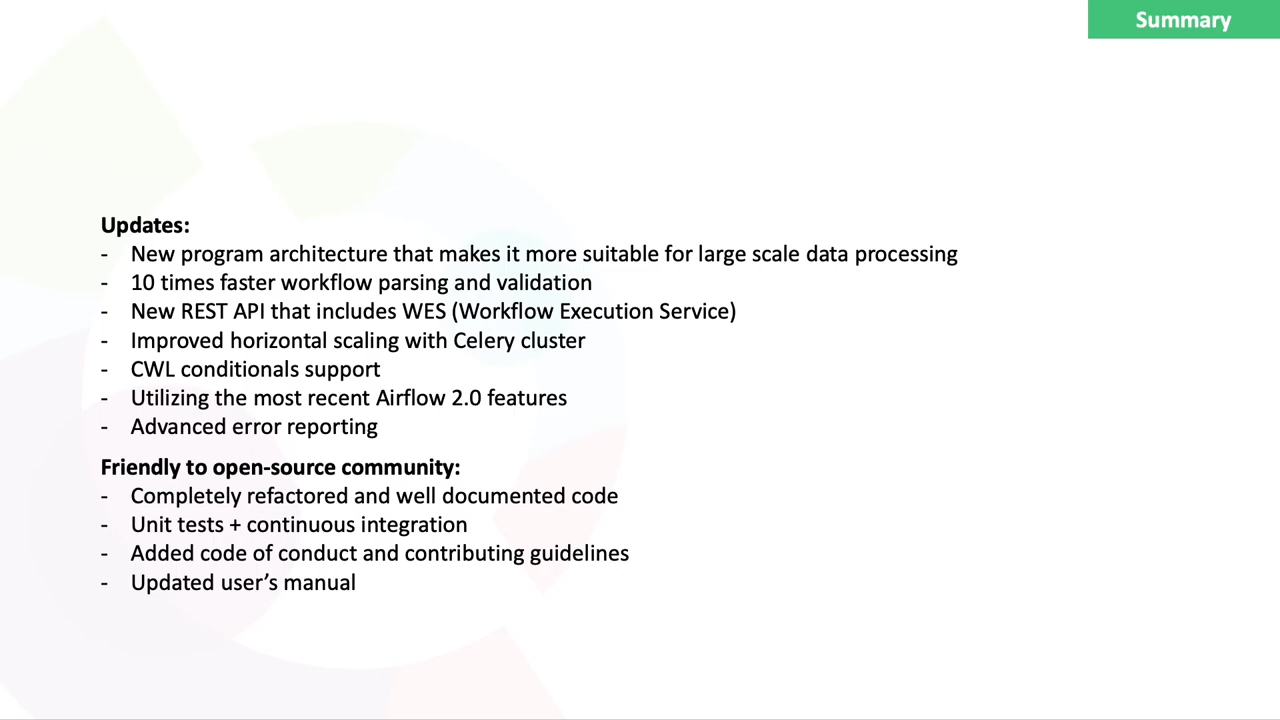 Summary
Updates:
- New program architecture that makes it more suitable for large scale data processing
- 10 times faster workflow parsing and validation
- New REST API that includes WES (Workflow Execution Service)
- Improved horizontal scaling with Celery cluster
- CWL conditionals support
- Utilizing the most recent Airflow 2.0 features
- Advanced error reporting
Friendly to open-source community:
- Completely refactored and well documented code
- Unit tests + continuous integration
- Added code of conduct and contributing guidelines
- Updated user’s manual